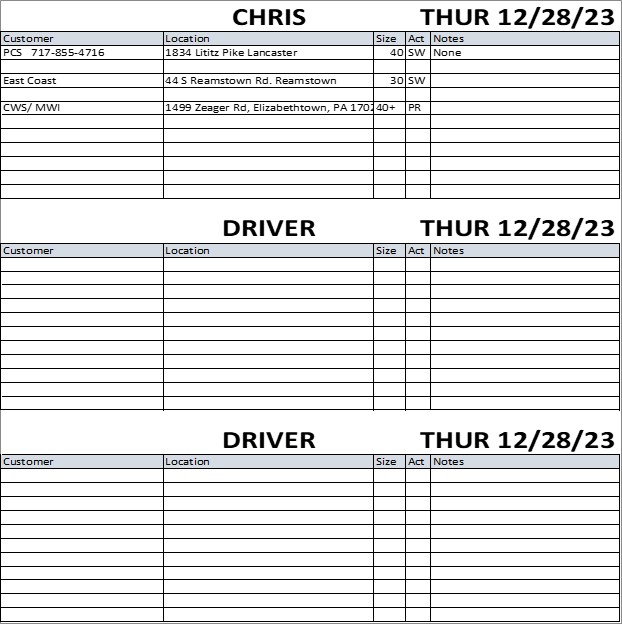 CHRIS THUR 12/28/23
Customer Location Size Act Notes
PCS 717-855-4716 1834 Lititz Pike Lancaster 40 SW None
East Coast 44 S Reamstown Rd. Reamstown 30 SW
CWS/ MWI 1499 Zeager Rd, Elizabethtown, PA 1702 40+ PR
DRIVER THUR 12/28/23
Customer Location Size Act Notes
DRIVER THUR 12/28/23
Customer Location Size Act Notes